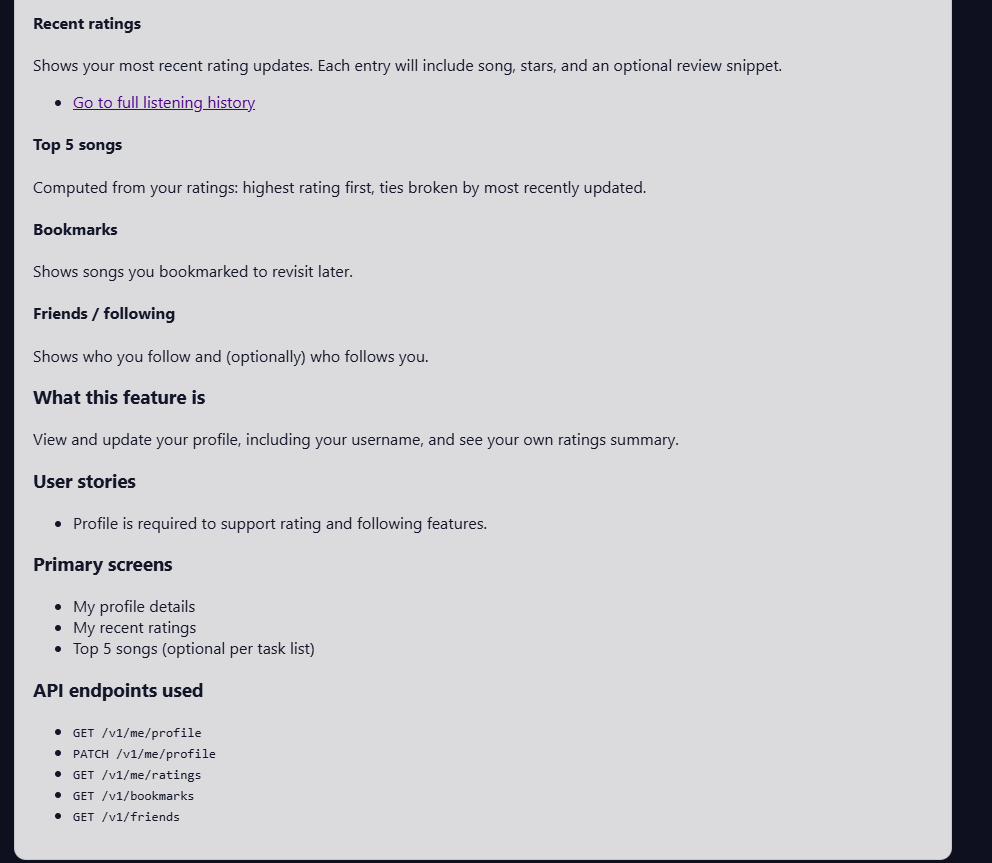 Recent ratings
Shows your most recent rating updates. Each entry will include song, stars, and an optional review snippet.
Go to full listening history
Top 5 songs
Computed from your ratings: highest rating first, ties broken by most recently updated.
Bookmarks
Shows songs you bookmarked to revisit later.
Friends / following
Shows who you follow and (optionally) who follows you.
What this feature is
View and update your profile, including your username, and see your own ratings summary.
User stories
Profile is required to support rating and following features.
Primary screens
My profile details
My recent ratings
Top 5 songs (optional per task list)
API endpoints used
GET /v1/me/profile
PATCH /v1/me/profile
GET /v1/me/ratings
GET /v1/bookmarks
GET /v1/friends